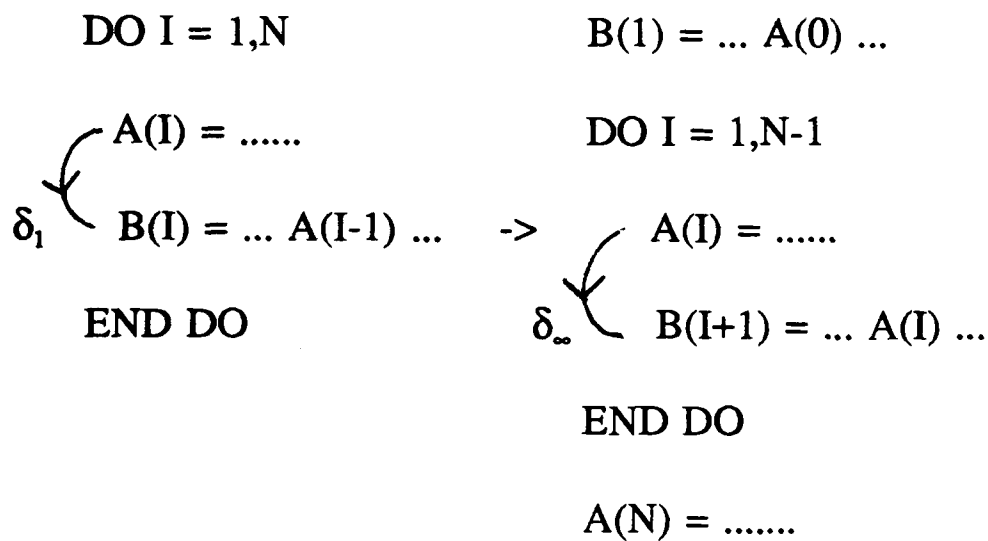 DO I = 1,N
A(I) = ......
δ₁
B(I) = ... A(I-1) ...
END DO
->
B(1) = ... A(0) ...
DO I = 1,N-1
A(I) = ......
δ∞
B(I+1) = ... A(I) ...
END DO
A(N) = .......